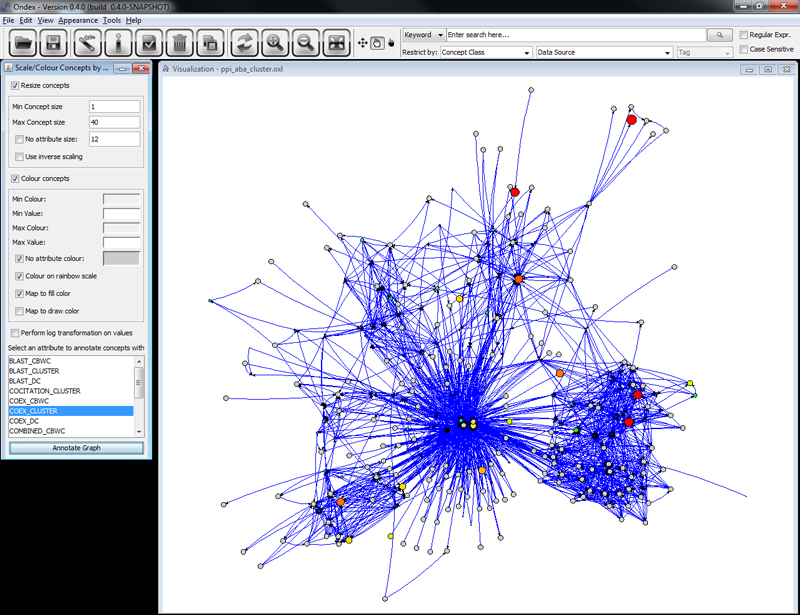 Ondex - Version 0.4.0 (build 0.4.0-SNAPSHOT)
File Edit View Appearance Tools Import Help
Keyword Enter search here... Regular Expr.
Restrict by: Concept Class Data Source Tag Case Sensitive
Scale/Colour Concepts by ...
Resize concepts
Min Concept size 1
Max Concept size 40
No attribute size: 12
Use inverse scaling
Colour concepts
Min Colour:
Min Value:
Max Colour:
Max Value:
No attribute colour:
Colour on rainbow scale
Map to fill color
Map to draw color
Perform log transformation on values
Select an attribute to annotate concepts with
BLAST_CBWC
BLAST_CLUSTER
BLAST_DC
COCITATION_CLUSTER
COEX_CBWC
COEX_CLUSTER
COEX_DC
COMBINED_CBWC
Annotate Graph
Visualization - ppi_aba_cluster.oxl